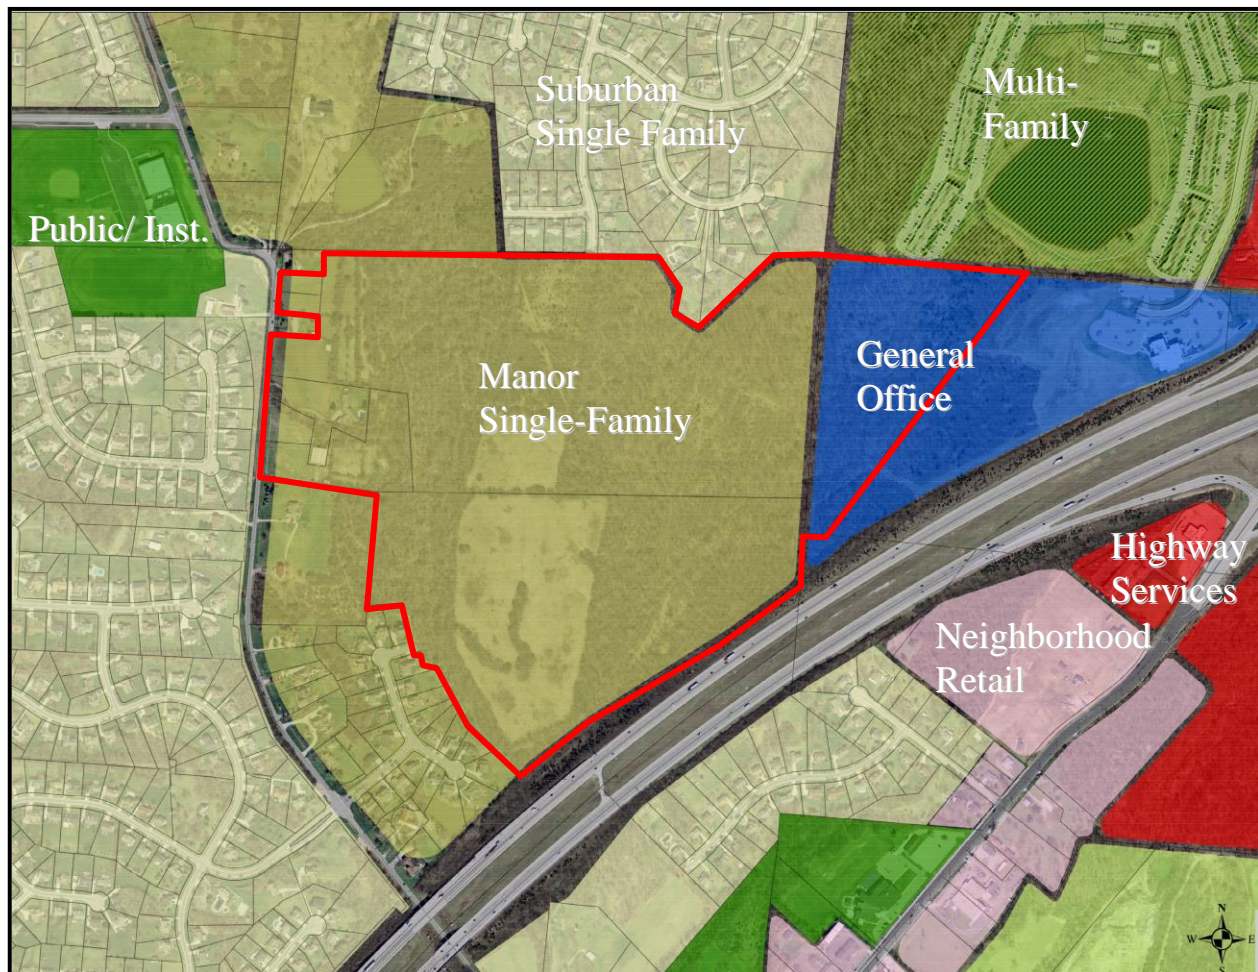 Suburban
Single Family
Multi-
Family
Public/ Inst.
General
Office
Manor
Single-Family
Highway
Services
Neighborhood
Retail
N
W
E
S